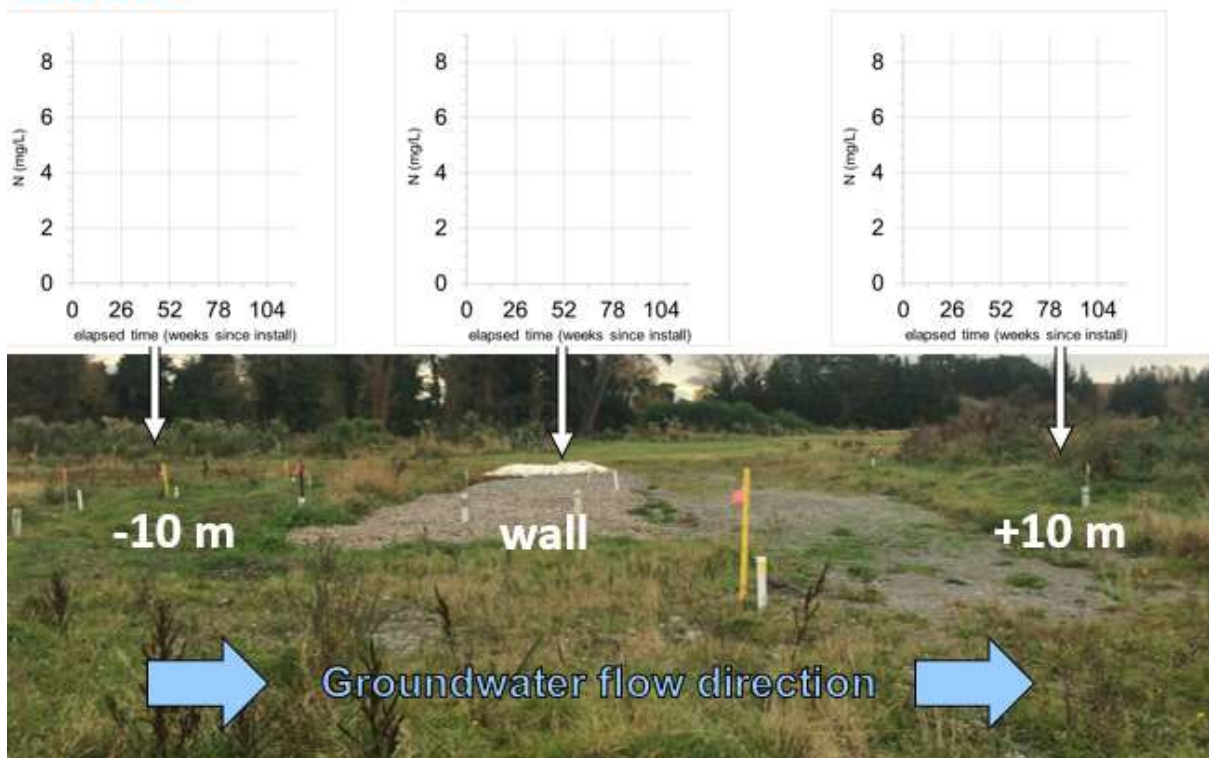 8
6
4
2
0
N (mg/L)
0 26 52 78 104
elapsed time (weeks since install)
8
6
4
2
0
N (mg/L)
0 26 52 78 104
elapsed time (weeks since install)
8
6
4
2
0
N (mg/L)
0 26 52 78 104
elapsed time (weeks since install)
-10 m
wall
+10 m
Groundwater flow direction